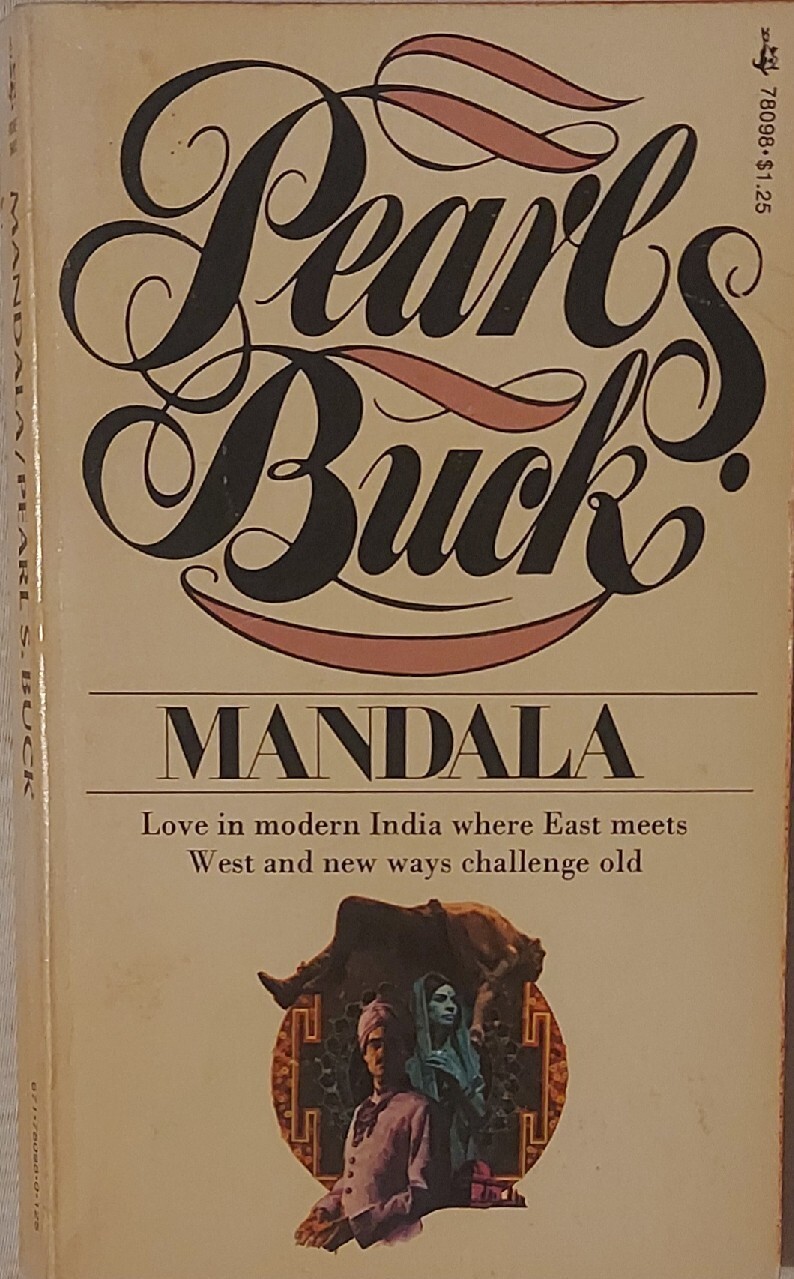 Pearl S.
Buck
MANDALA
Love in modern India where East meets
West and new ways challenge old
78098•$1.25
MANDALA/PEARL S. BUCK